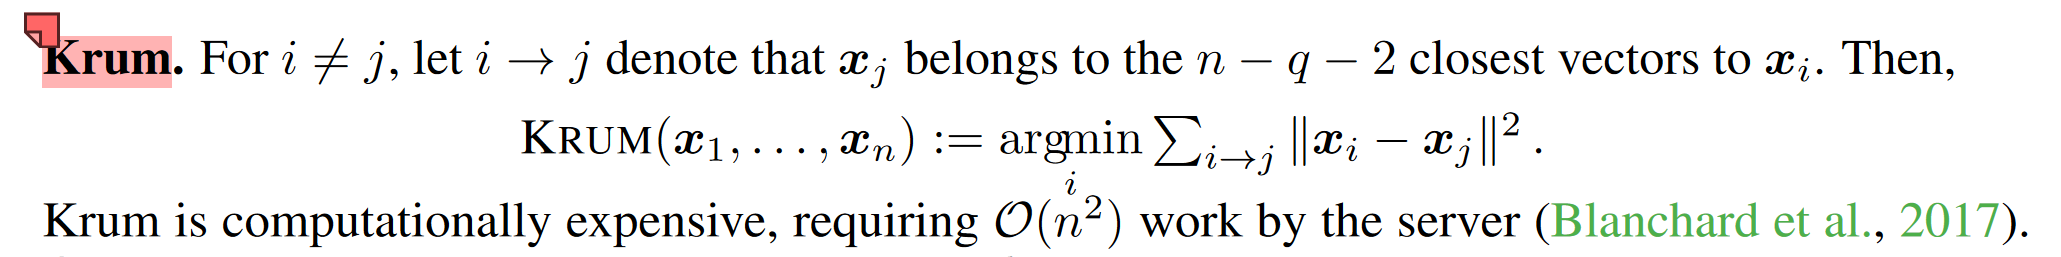 Krum. For i ≠ j, let i → j denote that x_j belongs to the n − q − 2 closest vectors to x_i. Then,
KRUM(x_1, . . . , x_n) := argmin_i ∑_{i→j} ‖x_i − x_j‖^2 .
Krum is computationally expensive, requiring O(n^2) work by the server (Blanchard et al., 2017).